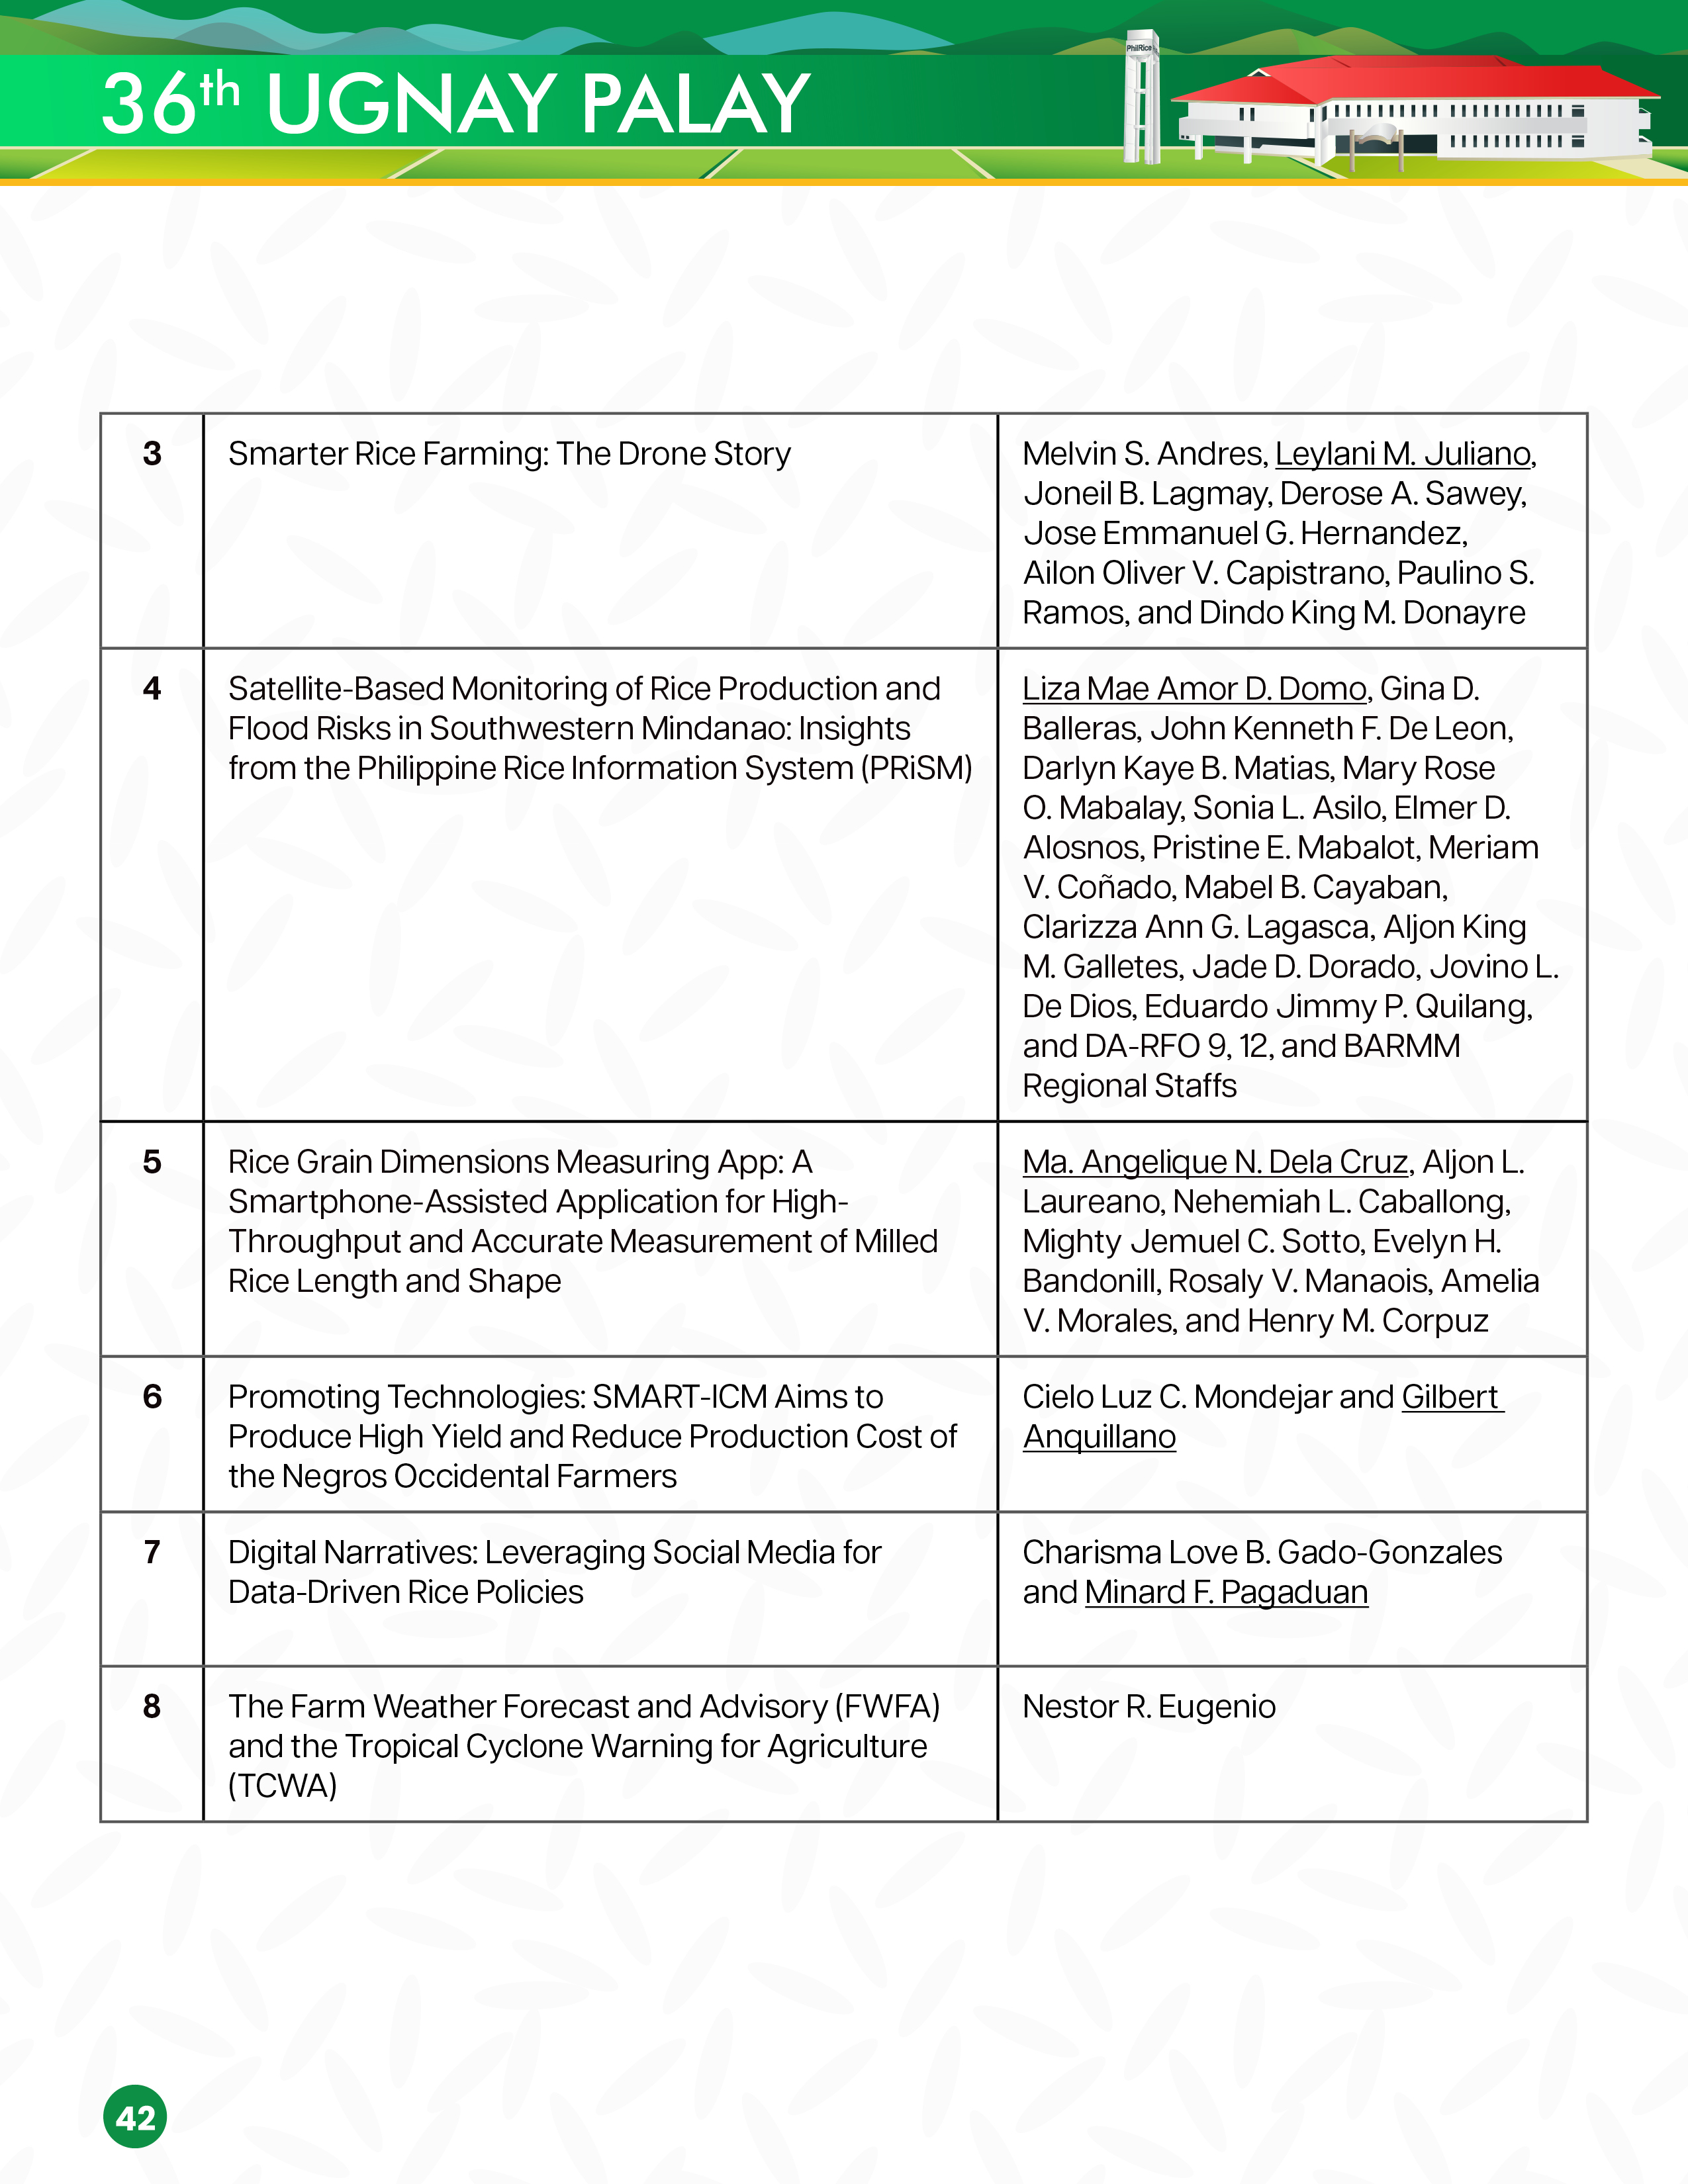 36th UGNAY PALAY
PhilRice
3
Smarter Rice Farming: The Drone Story
Melvin S. Andres, Leylani M. Juliano,
Joneil B. Lagmay, Derose A. Sawey,
Jose Emmanuel G. Hernandez,
Ailon Oliver V. Capistrano, Paulino S.
Ramos, and Dindo King M. Donayre
4
Satellite-Based Monitoring of Rice Production and
Flood Risks in Southwestern Mindanao: Insights
from the Philippine Rice Information System (PRiSM)
Liza Mae Amor D. Domo, Gina D.
Balleras, John Kenneth F. De Leon,
Darlyn Kaye B. Matias, Mary Rose
O. Mabalay, Sonia L. Asilo, Elmer D.
Alosnos, Pristine E. Mabalot, Meriam
V. Coñado, Mabel B. Cayaban,
Clarizza Ann G. Lagasca, Aljon King
M. Galletes, Jade D. Dorado, Jovino L.
De Dios, Eduardo Jimmy P. Quilang,
and DA-RFO 9, 12, and BARMM
Regional Staffs
5
Rice Grain Dimensions Measuring App: A
Smartphone-Assisted Application for High-
Throughput and Accurate Measurement of Milled
Rice Length and Shape
Ma. Angelique N. Dela Cruz, Aljon L.
Laureano, Nehemiah L. Caballong,
Mighty Jemuel C. Sotto, Evelyn H.
Bandonill, Rosaly V. Manaois, Amelia
V. Morales, and Henry M. Corpuz
6
Promoting Technologies: SMART-ICM Aims to
Produce High Yield and Reduce Production Cost of
the Negros Occidental Farmers
Cielo Luz C. Mondejar and Gilbert
Anquillano
7
Digital Narratives: Leveraging Social Media for
Data-Driven Rice Policies
Charisma Love B. Gado-Gonzales
and Minard F. Pagaduan
8
The Farm Weather Forecast and Advisory (FWFA)
and the Tropical Cyclone Warning for Agriculture
(TCWA)
Nestor R. Eugenio
42